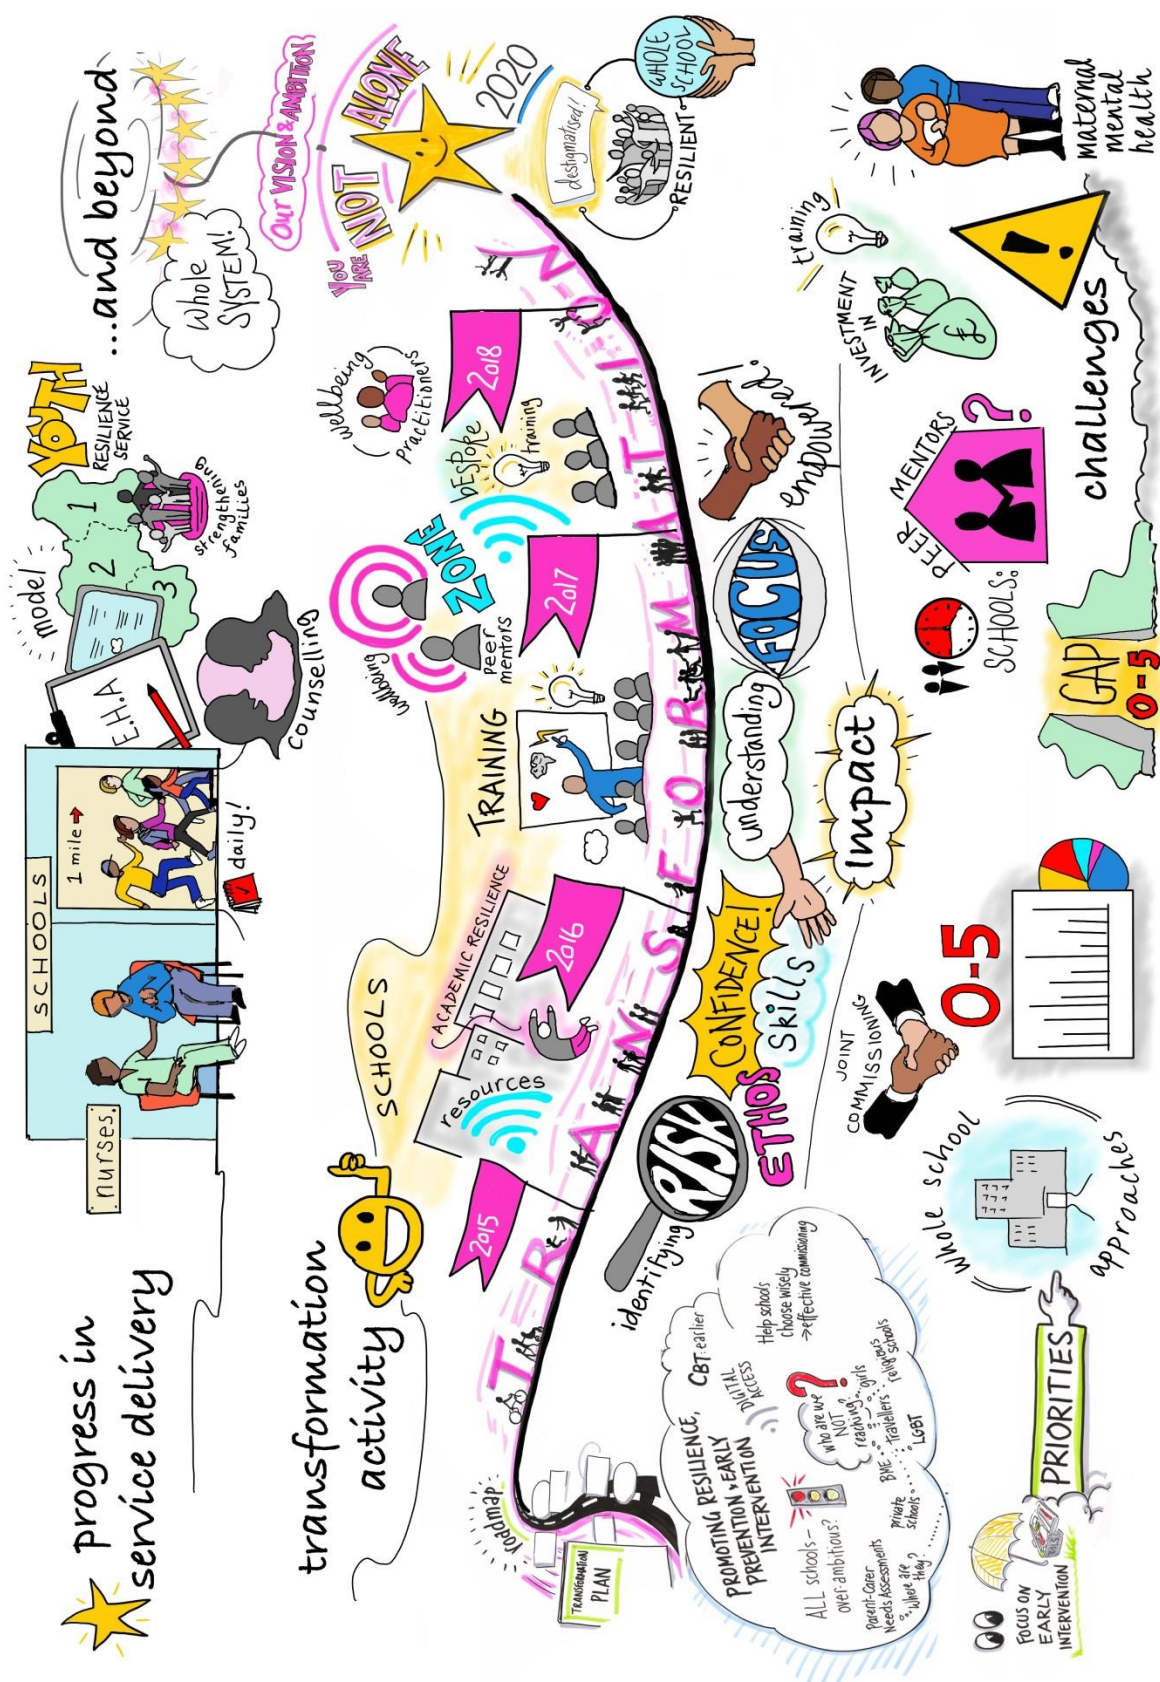 progress in
service delivery
SCHOOLS
nurses
1 mile →
daily!
E.H.A
model
1
2
3
YOUTH
RESILIENCE
SERVICE
strengthening
families
counselling
...and beyond
Whole
SYSTEM!
Our VISION & AMBITION
YOU ARE NOT ALONE
2020
destigmatised!
RESILIENT
WHOLE
SCHOOL
transformation
activity
SCHOOLS
ACADEMIC RESILIENCE
resources
TRAINING
wellbeing
ZONE
peer
mentors
bespoke
training
wellbeing
practitioners
2015
2016
2017
2018
TRANSFORMATION
roadmap
TRANSFORMATION
PLAN
identifying
RISK
ETHOS
CONFIDENCE!
Skills
understanding
FOCUS
empowered!
Impact
PROMOTING RESILIENCE,
PREVENTION & EARLY
INTERVENTION
CBT: earlier
DIGITAL
ACCESS
Help schools
choose wisely
→ effective commissioning
ALL schools –
over-ambitious?
who are we
NOT
reaching?
Parent-Carer
Needs Assessments
Where are
they?
private
schools
BME
Travellers
LGBT
girls
religious
schools
FOCUS ON
EARLY
INTERVENTION
PRIORITIES
whole school
approaches
JOINT
COMMISSIONING
0-5
GAP
0-5
SCHOOLS:
PEER MENTORS
?
INVESTMENT
IN
£
training
challenges
!
maternal
mental
health